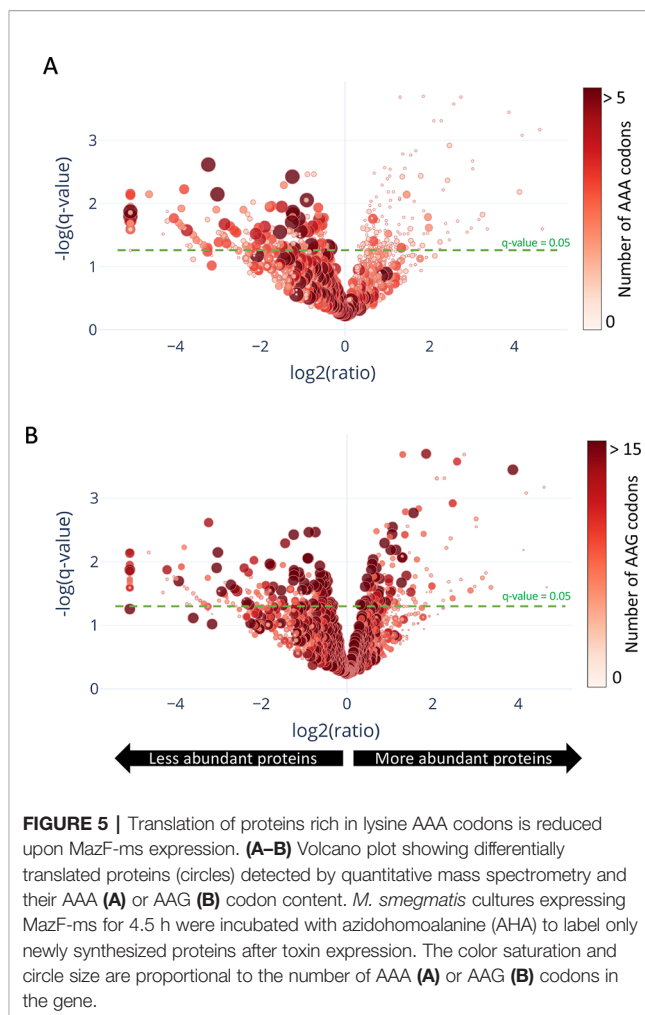 A
-log(q-value)
3
2
1
0
q-value = 0.05
−4
−2
0
2
4
log2(ratio)
> 5
Number of AAA codons
0
B
-log(q-value)
3
2
1
0
q-value = 0.05
−4
−2
0
2
4
log2(ratio)
> 15
Number of AAG codons
0
Less abundant proteins
More abundant proteins
FIGURE 5 | Translation of proteins rich in lysine AAA codons is reduced
upon MazF-ms expression. (A–B) Volcano plot showing differentially
translated proteins (circles) detected by quantitative mass spectrometry and
their AAA (A) or AAG (B) codon content. M. smegmatis cultures expressing
MazF-ms for 4.5 h were incubated with azidohomoalanine (AHA) to label only
newly synthesized proteins after toxin expression. The color saturation and
circle size are proportional to the number of AAA (A) or AAG (B) codons in
the gene.